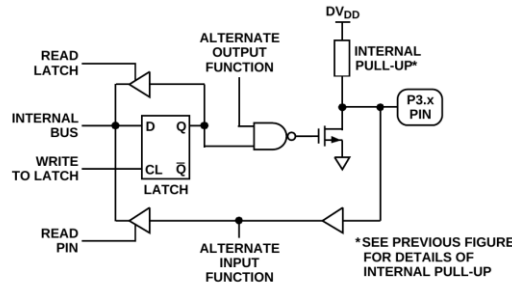 DVDD
ALTERNATE
OUTPUT
FUNCTION
INTERNAL
PULL-UP*
READ
LATCH
P3.x
PIN
INTERNAL
BUS
D
Q
WRITE
TO LATCH
CL
Q̅
LATCH
READ
PIN
ALTERNATE
INPUT
FUNCTION
*SEE PREVIOUS FIGURE
FOR DETAILS OF
INTERNAL PULL-UP